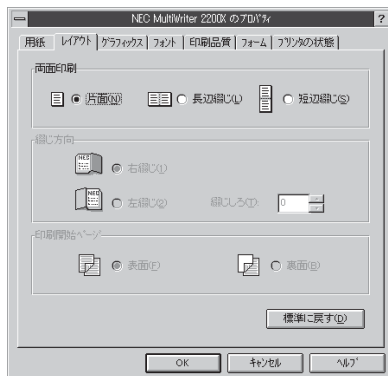 NEC MultiWriter 2200X のﾌﾟﾛﾊﾟﾃｨ ?
用紙 ﾚｲｱｳﾄ ｸﾞﾗﾌｨｯｸｽ ﾌｫﾝﾄ 印刷品質 ﾌｫｰﾑ ﾌﾟﾘﾝﾀの状態
両面印刷
片面(N) 長辺綴じ(L) 短辺綴じ(S)
綴じ方向
NEC 右綴じ(1)
NEC 左綴じ(2) 綴じしろ(T): 0
印刷開始ﾍﾟｰｼﾞ
表面(F) 裏面(B)
標準に戻す(D)
OK ｷｬﾝｾﾙ ﾍﾙﾌﾟ